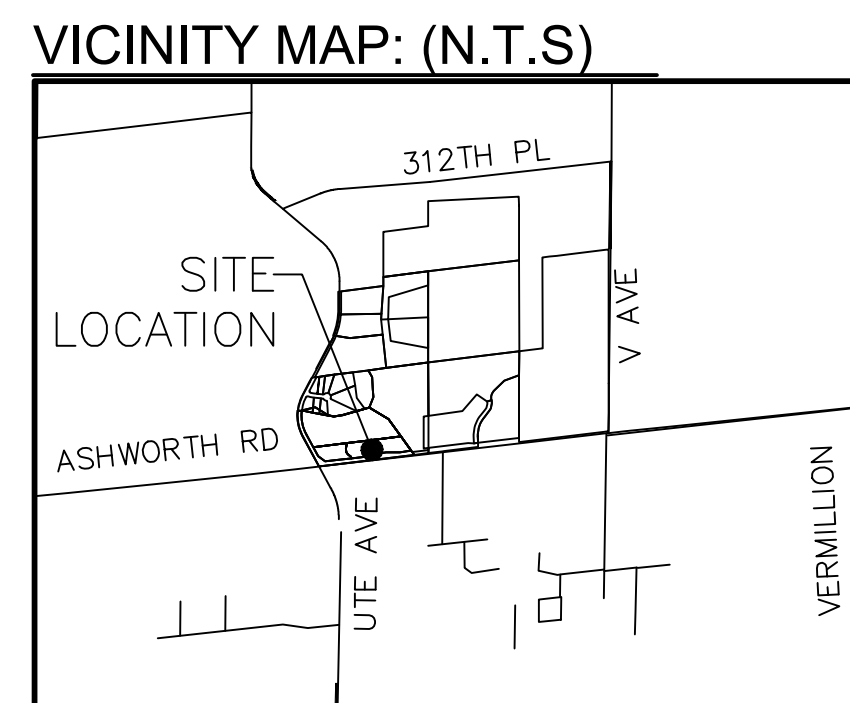 VICINITY MAP: (N.T.S)
312TH PL
SITE
LOCATION
V AVE
ASHWORTH RD
UTE AVE
VERMILLION